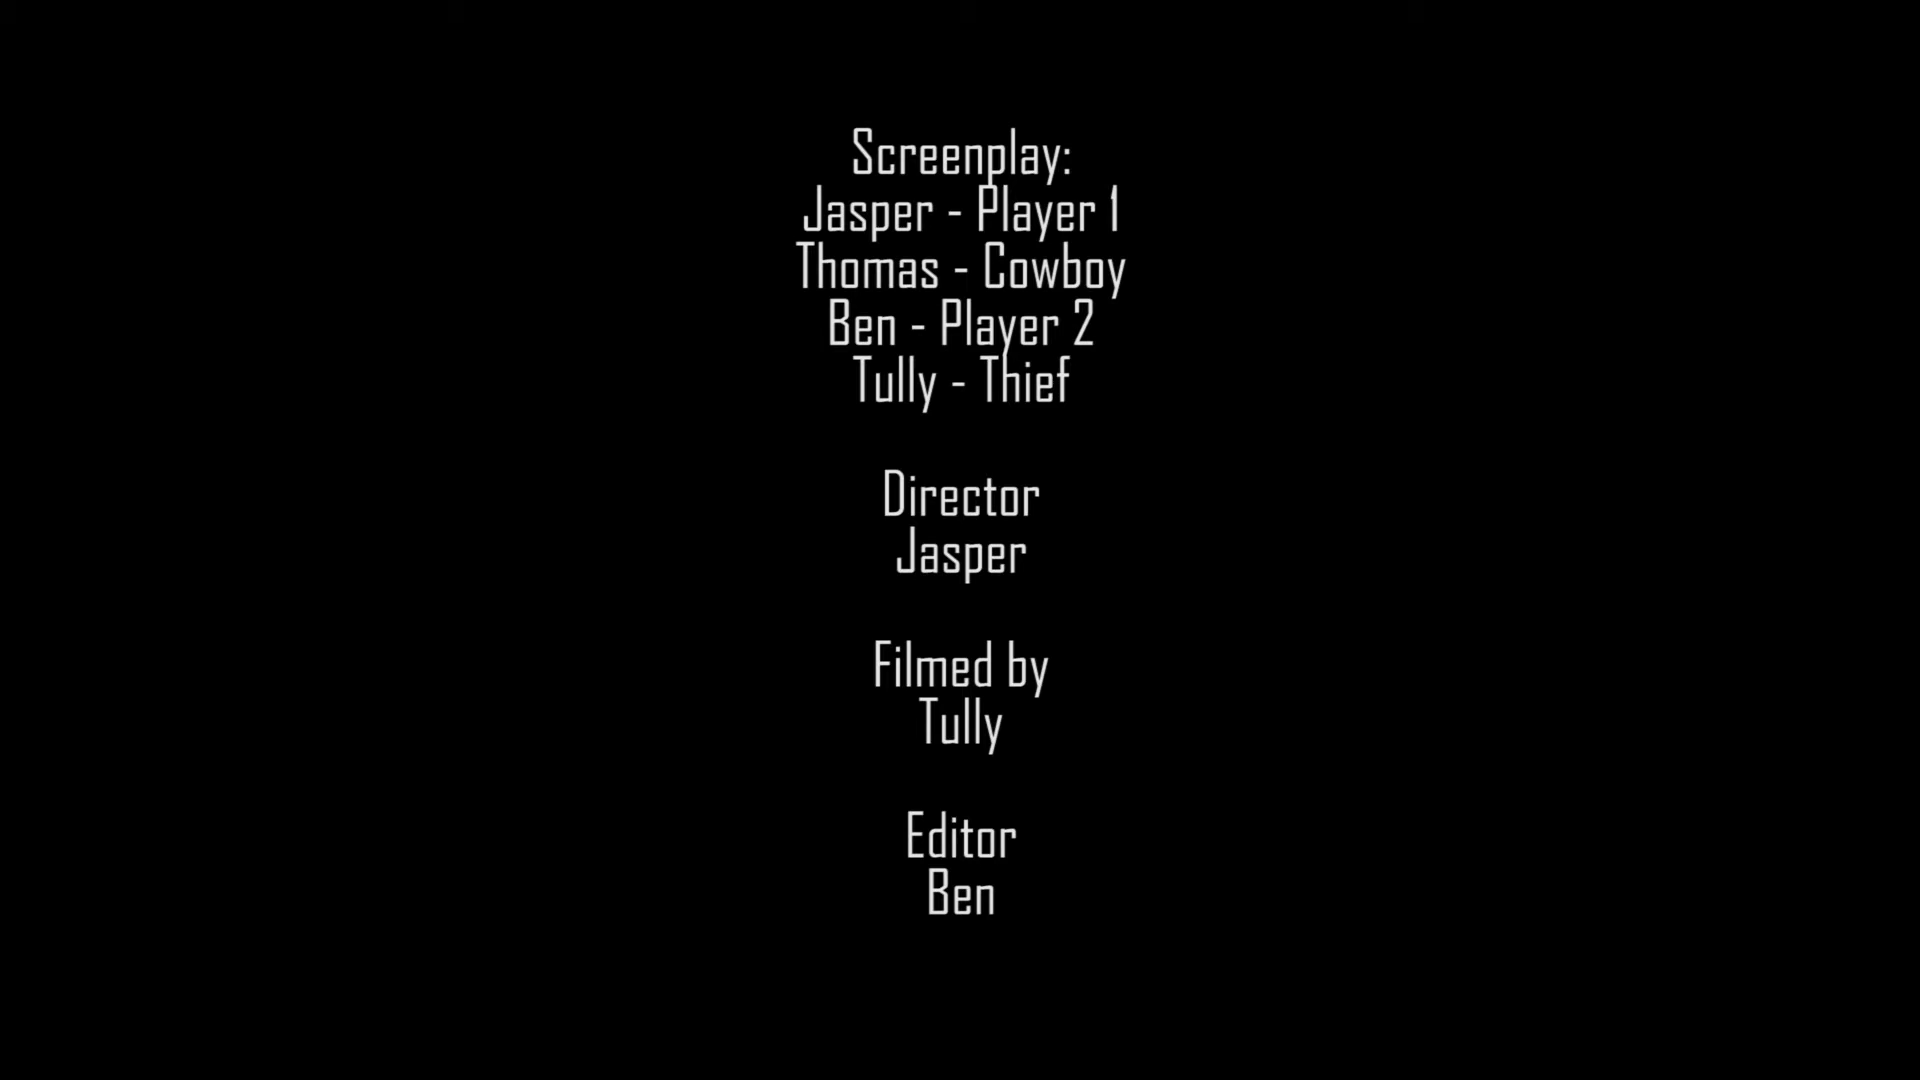 Screenplay:
Jasper - Player 1
Thomas - Cowboy
Ben - Player 2
Tully - Thief
Director
Jasper
Filmed by
Tully
Editor
Ben